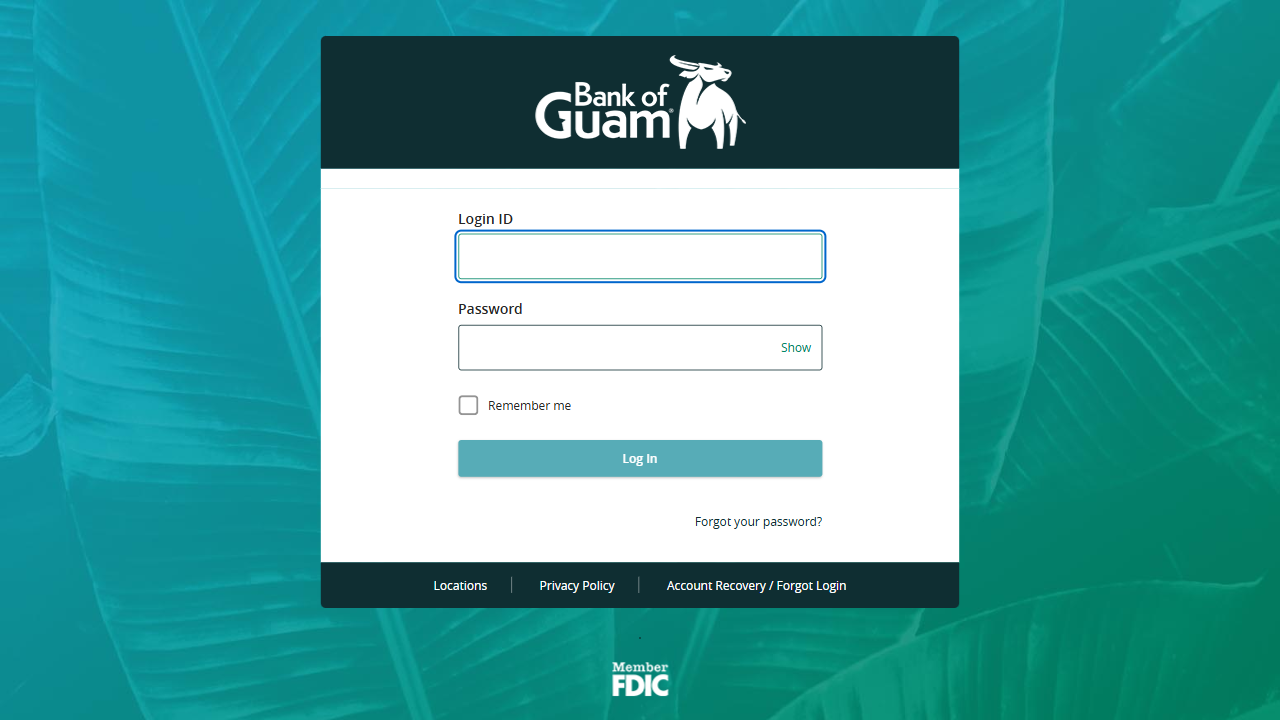 Bank of
Guam®
Login ID
Password
Show
Remember me
Log In
Forgot your password?
Locations
Privacy Policy
Account Recovery / Forgot Login
.
Member
FDIC